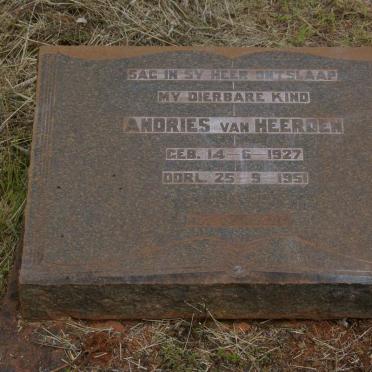 SAG IN SY HEER ONTSLAAP
MY DIERBARE KIND
ANDRIES VAN HEERDEN
GEB. 14-6-1927
OORL. 25-9-1951